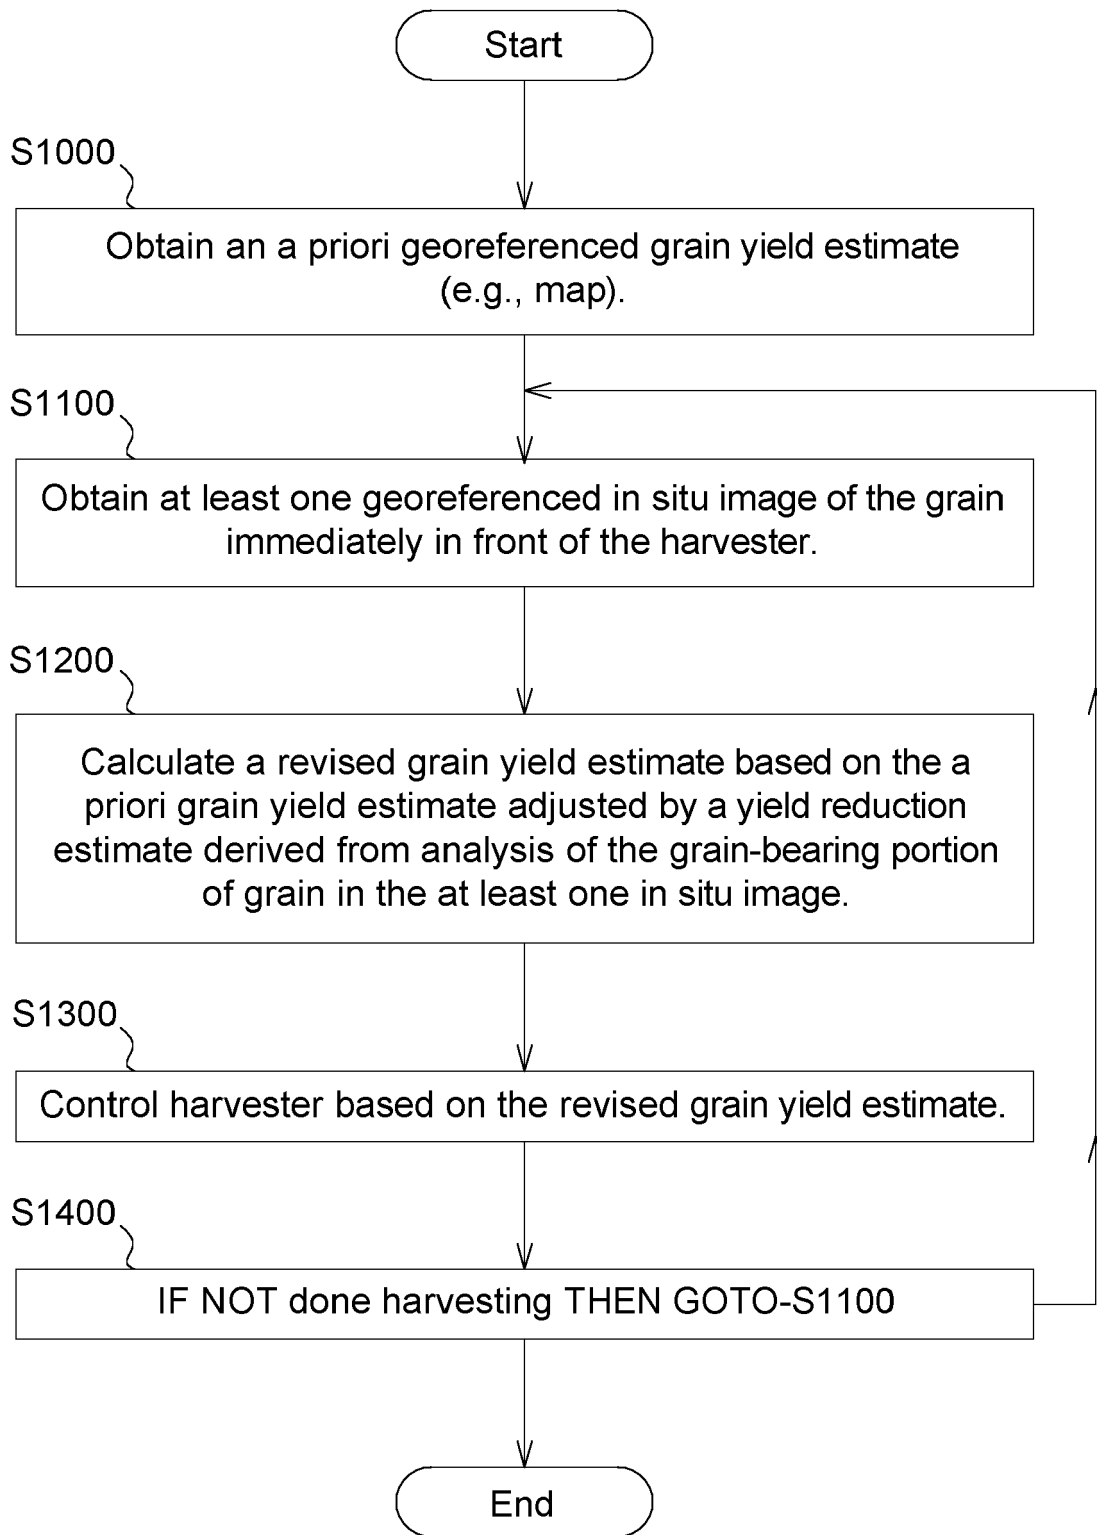 Start
S1000
Obtain an a priori georeferenced grain yield estimate
(e.g., map).
S1100
Obtain at least one georeferenced in situ image of the grain
immediately in front of the harvester.
S1200
Calculate a revised grain yield estimate based on the a
priori grain yield estimate adjusted by a yield reduction
estimate derived from analysis of the grain-bearing portion
of grain in the at least one in situ image.
S1300
Control harvester based on the revised grain yield estimate.
S1400
IF NOT done harvesting THEN GOTO-S1100
End